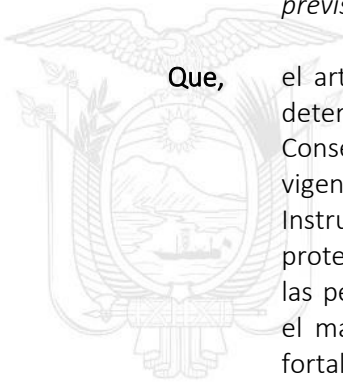 previs
Que, el art
deter
Conse
vigen
Instru
prote
las pe
el ma
fortal